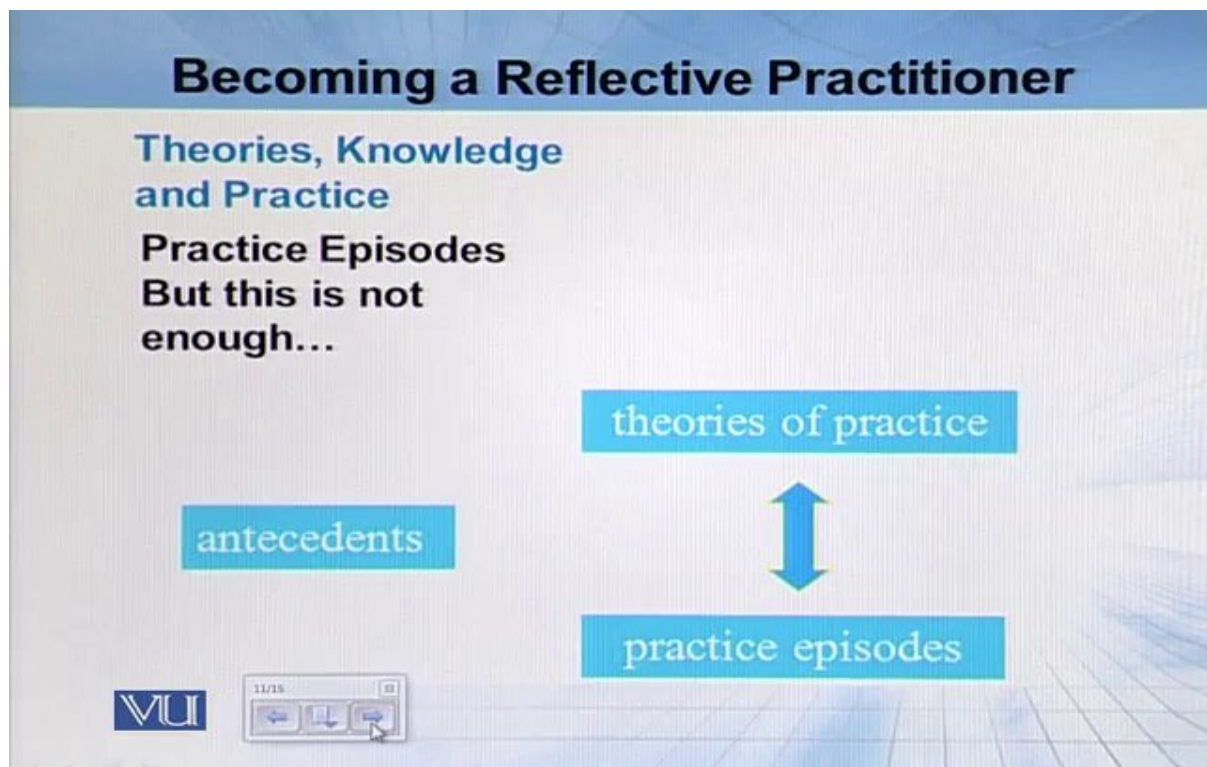 Becoming a Reflective Practitioner
Theories, Knowledge
and Practice
Practice Episodes
But this is not
enough...
theories of practice
antecedents
practice episodes
VU
11/15